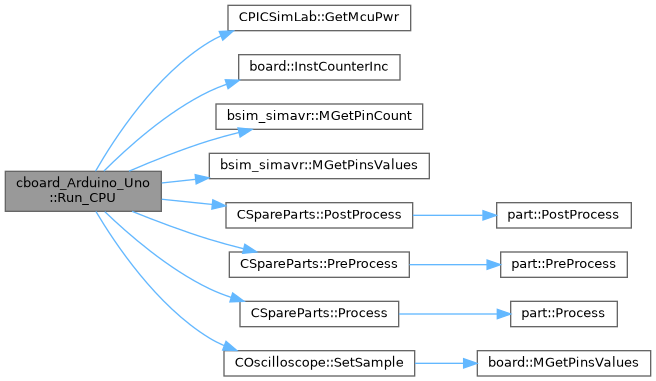 CPICSimLab::GetMcuPwr
board::InstCounterInc
bsim_simavr::MGetPinCount
bsim_simavr::MGetPinsValues
cboard_Arduino_Uno
::Run_CPU
CSpareParts::PostProcess
part::PostProcess
CSpareParts::PreProcess
part::PreProcess
CSpareParts::Process
part::Process
COscilloscope::SetSample
board::MGetPinsValues